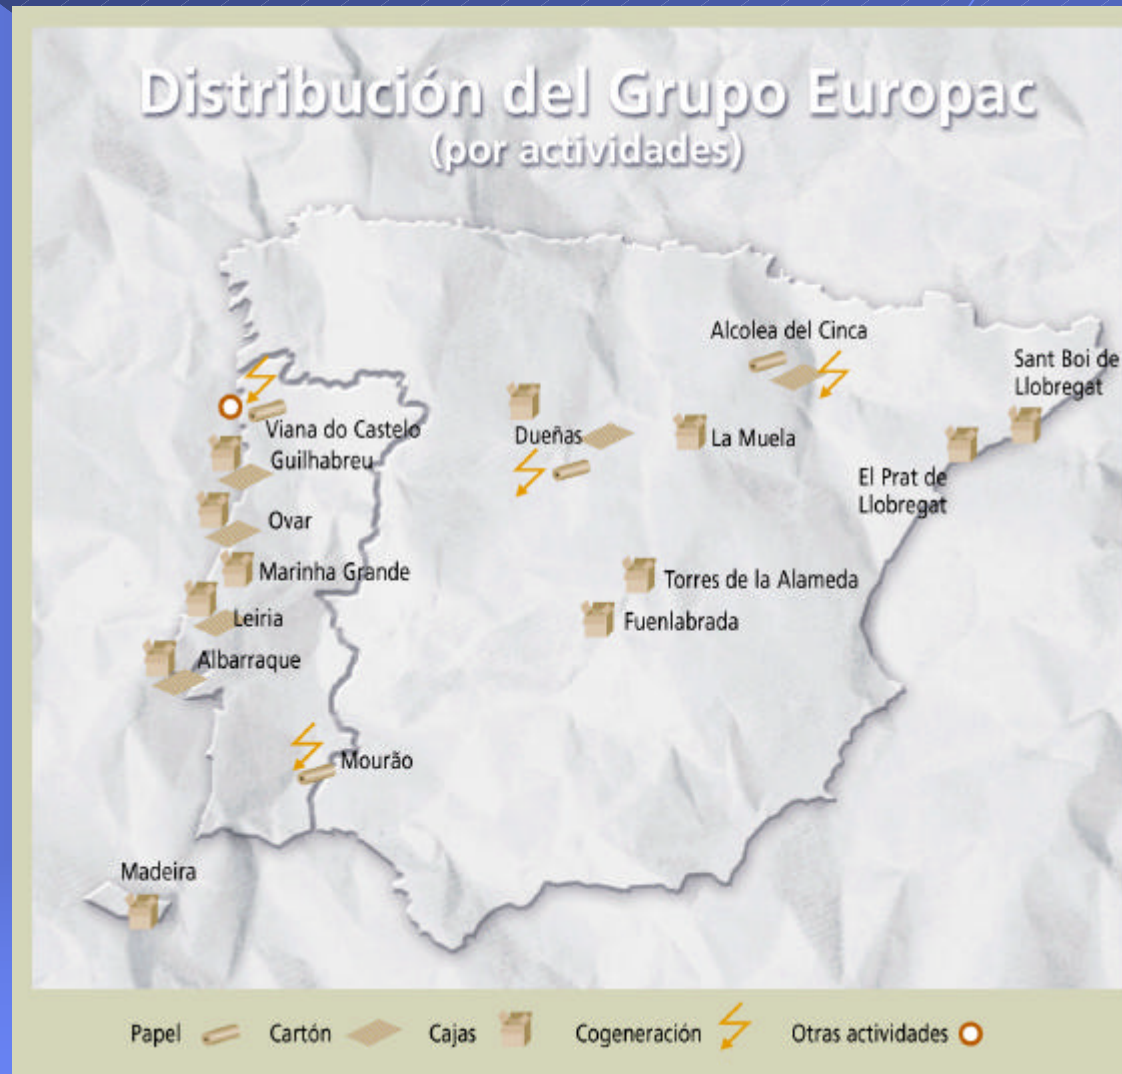 Distribución del Grupo Europac
(por actividades)
Alcolea del Cinca
Sant Boi de
Llobregat
Viana do Castelo
Dueñas
La Muela
Guilhabreu
El Prat de
Llobregat
Ovar
Marinha Grande
Torres de la Alameda
Leiria
Fuenlabrada
Albarraque
Mourão
Madeira
Papel Cartón Cajas Cogeneración Otras actividades